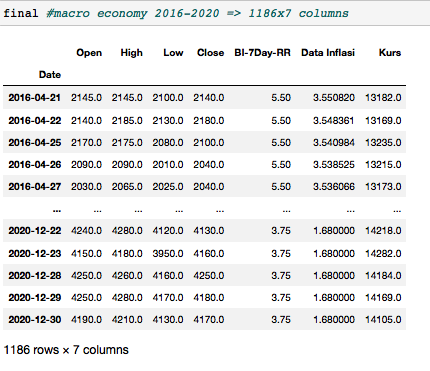 final #macro economy 2016-2020 => 1186x7 columns
Open High Low Close BI-7Day-RR Data Inflasi Kurs
Date
2016-04-21 2145.0 2145.0 2100.0 2140.0 5.50 3.550820 13182.0
2016-04-22 2140.0 2185.0 2130.0 2180.0 5.50 3.548361 13169.0
2016-04-25 2170.0 2175.0 2080.0 2100.0 5.50 3.540984 13235.0
2016-04-26 2090.0 2090.0 2010.0 2040.0 5.50 3.538525 13215.0
2016-04-27 2030.0 2065.0 2025.0 2040.0 5.50 3.536066 13173.0
... ... ... ... ... ... ... ...
2020-12-22 4240.0 4280.0 4120.0 4130.0 3.75 1.680000 14218.0
2020-12-23 4150.0 4180.0 3950.0 4160.0 3.75 1.680000 14282.0
2020-12-28 4250.0 4260.0 4160.0 4250.0 3.75 1.680000 14184.0
2020-12-29 4250.0 4280.0 4170.0 4180.0 3.75 1.680000 14169.0
2020-12-30 4190.0 4210.0 4130.0 4170.0 3.75 1.680000 14105.0
1186 rows × 7 columns